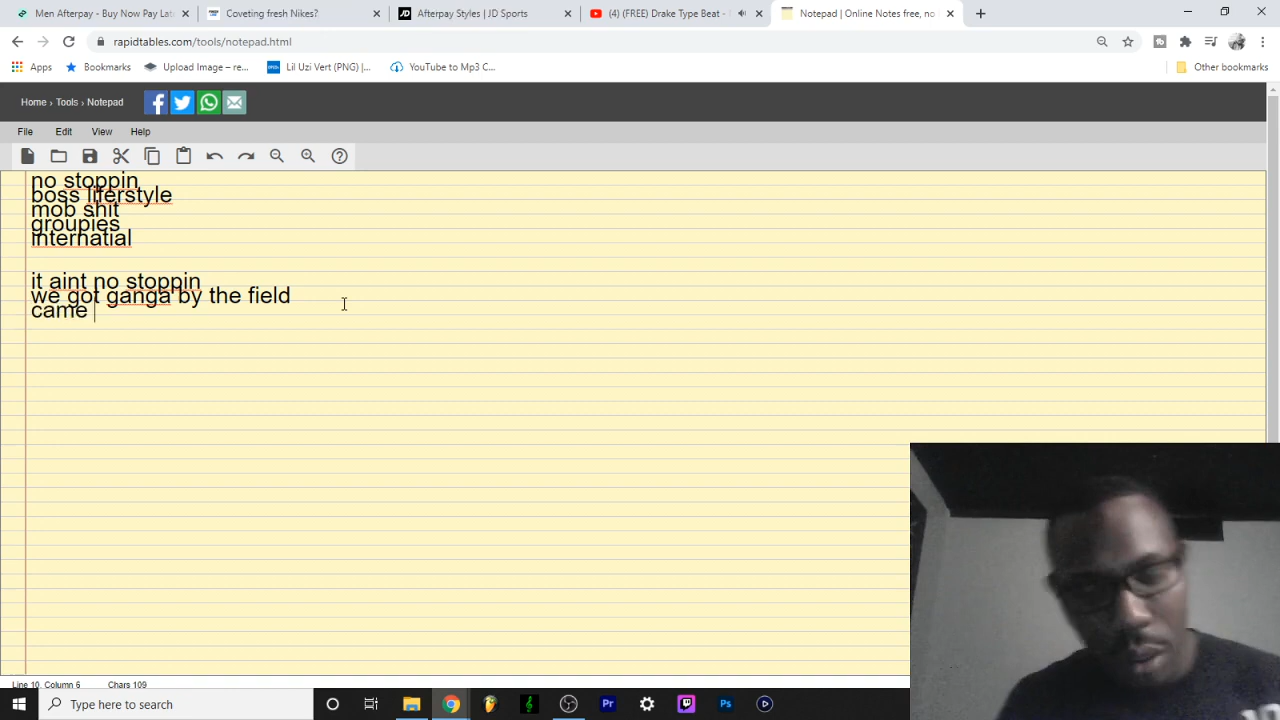 Men Afterpay - Buy Now Pay Late
Coveting fresh Nikes?
JD Afterpay Styles | JD Sports
(4) (FREE) Drake Type Beat -
Notepad | Online Notes free, no
rapidtables.com/tools/notepad.html
Apps
Bookmarks
Upload Image – re...
Lil Uzi Vert (PNG) |...
YouTube to Mp3 C...
Other bookmarks
Home › Tools › Notepad
File Edit View Help
no stoppin
boss liferstyle
mob shit
groupies
internatial
it aint no stoppin
we got ganga by the field
came
Line 10, Column 6 Chars 109
Type here to search
Pr
Ps